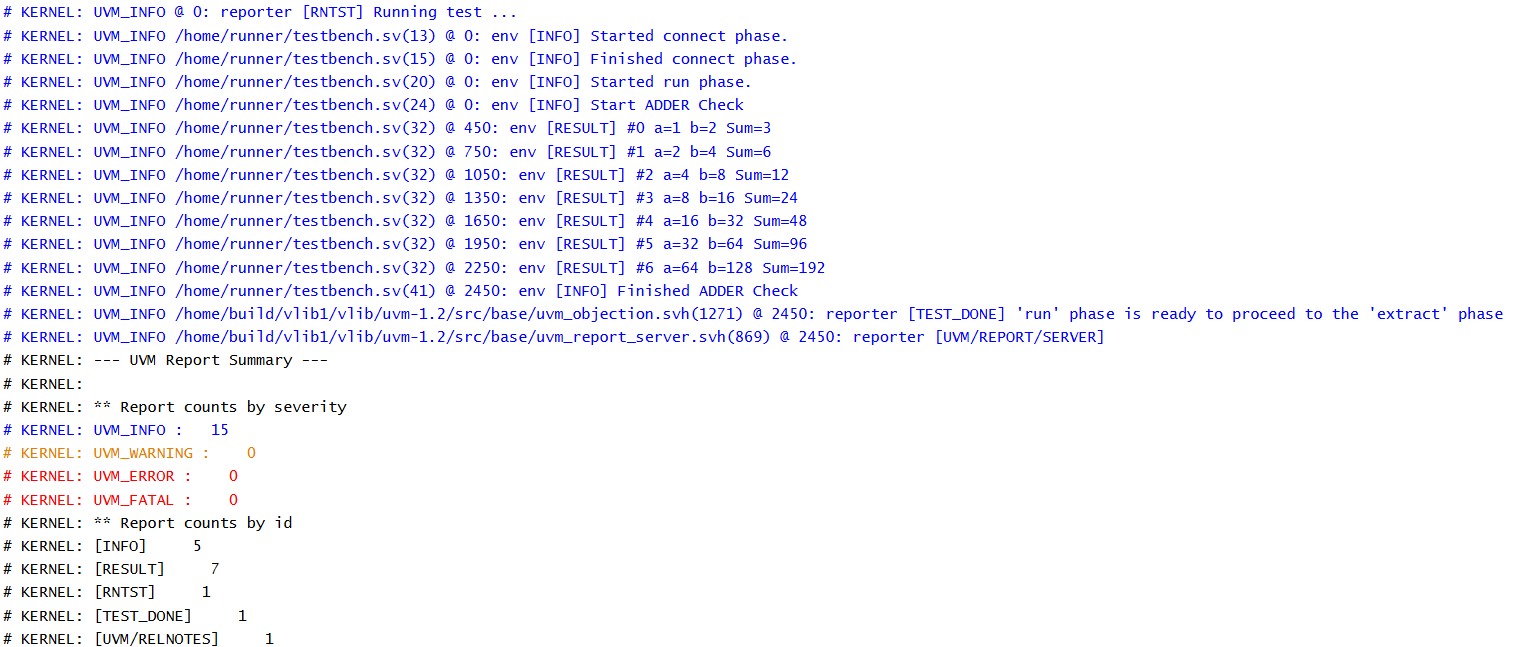 # KERNEL: UVM_INFO @ 0: reporter [RNTST] Running test ...
# KERNEL: UVM_INFO /home/runner/testbench.sv(13) @ 0: env [INFO] Started connect phase.
# KERNEL: UVM_INFO /home/runner/testbench.sv(15) @ 0: env [INFO] Finished connect phase.
# KERNEL: UVM_INFO /home/runner/testbench.sv(20) @ 0: env [INFO] Started run phase.
# KERNEL: UVM_INFO /home/runner/testbench.sv(24) @ 0: env [INFO] Start ADDER Check
# KERNEL: UVM_INFO /home/runner/testbench.sv(32) @ 450: env [RESULT] #0 a=1 b=2 Sum=3
# KERNEL: UVM_INFO /home/runner/testbench.sv(32) @ 750: env [RESULT] #1 a=2 b=4 Sum=6
# KERNEL: UVM_INFO /home/runner/testbench.sv(32) @ 1050: env [RESULT] #2 a=4 b=8 Sum=12
# KERNEL: UVM_INFO /home/runner/testbench.sv(32) @ 1350: env [RESULT] #3 a=8 b=16 Sum=24
# KERNEL: UVM_INFO /home/runner/testbench.sv(32) @ 1650: env [RESULT] #4 a=16 b=32 Sum=48
# KERNEL: UVM_INFO /home/runner/testbench.sv(32) @ 1950: env [RESULT] #5 a=32 b=64 Sum=96
# KERNEL: UVM_INFO /home/runner/testbench.sv(32) @ 2250: env [RESULT] #6 a=64 b=128 Sum=192
# KERNEL: UVM_INFO /home/runner/testbench.sv(41) @ 2450: env [INFO] Finished ADDER Check
# KERNEL: UVM_INFO /home/build/vlib1/vlib/uvm-1.2/src/base/uvm_objection.svh(1271) @ 2450: reporter [TEST_DONE] 'run' phase is ready to proceed to the 'extract' phase
# KERNEL: UVM_INFO /home/build/vlib1/vlib/uvm-1.2/src/base/uvm_report_server.svh(869) @ 2450: reporter [UVM/REPORT/SERVER]
# KERNEL: --- UVM Report Summary ---
# KERNEL:
# KERNEL: ** Report counts by severity
# KERNEL: UVM_INFO :   15
# KERNEL: UVM_WARNING :    0
# KERNEL: UVM_ERROR :    0
# KERNEL: UVM_FATAL :    0
# KERNEL: ** Report counts by id
# KERNEL: [INFO]     5
# KERNEL: [RESULT]     7
# KERNEL: [RNTST]     1
# KERNEL: [TEST_DONE]     1
# KERNEL: [UVM/RELNOTES]     1